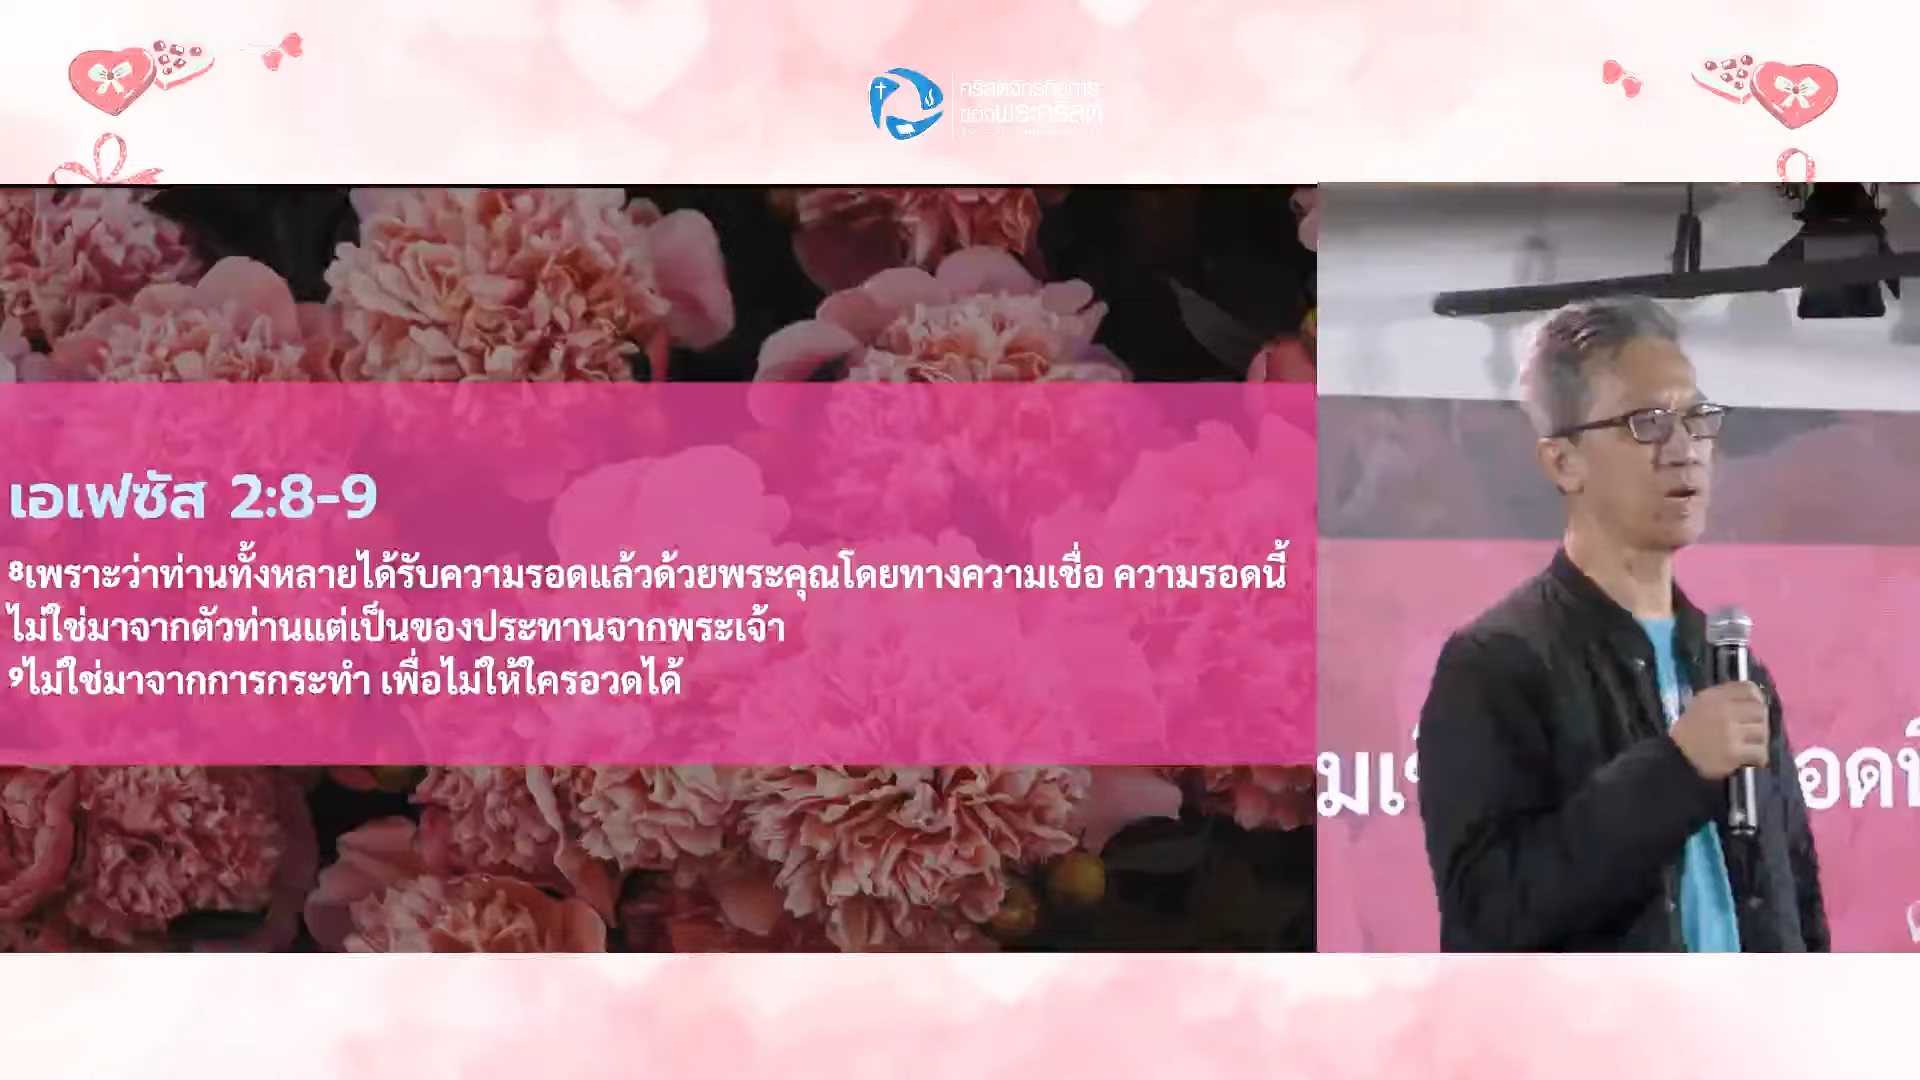 คริสตจักรกิจการ
ของพระคริสต์
เอเฟซัส 2:8-9
8เพราะว่าท่านทั้งหลายได้รับความรอดแล้วด้วยพระคุณโดยทางความเชื่อ ความรอดนี้
ไม่ใช่มาจากตัวท่านแต่เป็นของประทานจากพระเจ้า
9ไม่ใช่มาจากการกระทำ เพื่อไม่ให้ใครอวดได้